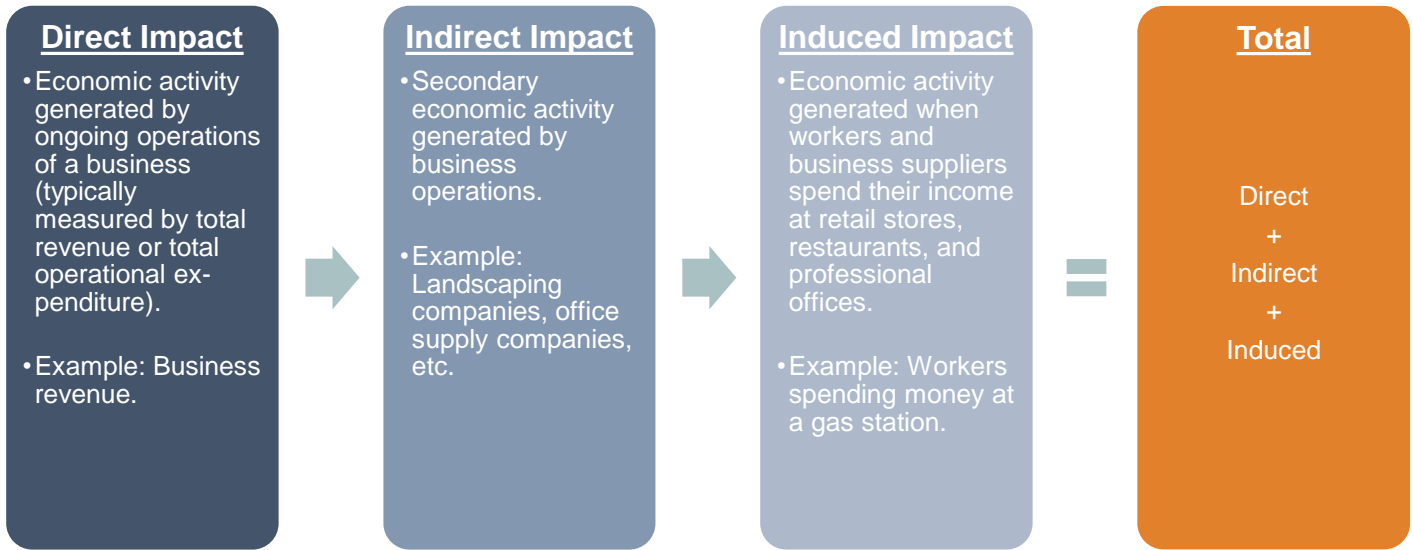 Direct Impact
•Economic activity
generated by
ongoing operations
of a business
(typically
measured by total
revenue or total
operational ex-
penditure).
•Example: Business
revenue.
Indirect Impact
•Secondary
economic activity
generated by
business
operations.
•Example:
Landscaping
companies, office
supply companies,
etc.
Induced Impact
•Economic activity
generated when
workers and
business suppliers
spend their income
at retail stores,
restaurants, and
professional
offices.
•Example: Workers
spending money at
a gas station.
=
Total
Direct
+
Indirect
+
Induced